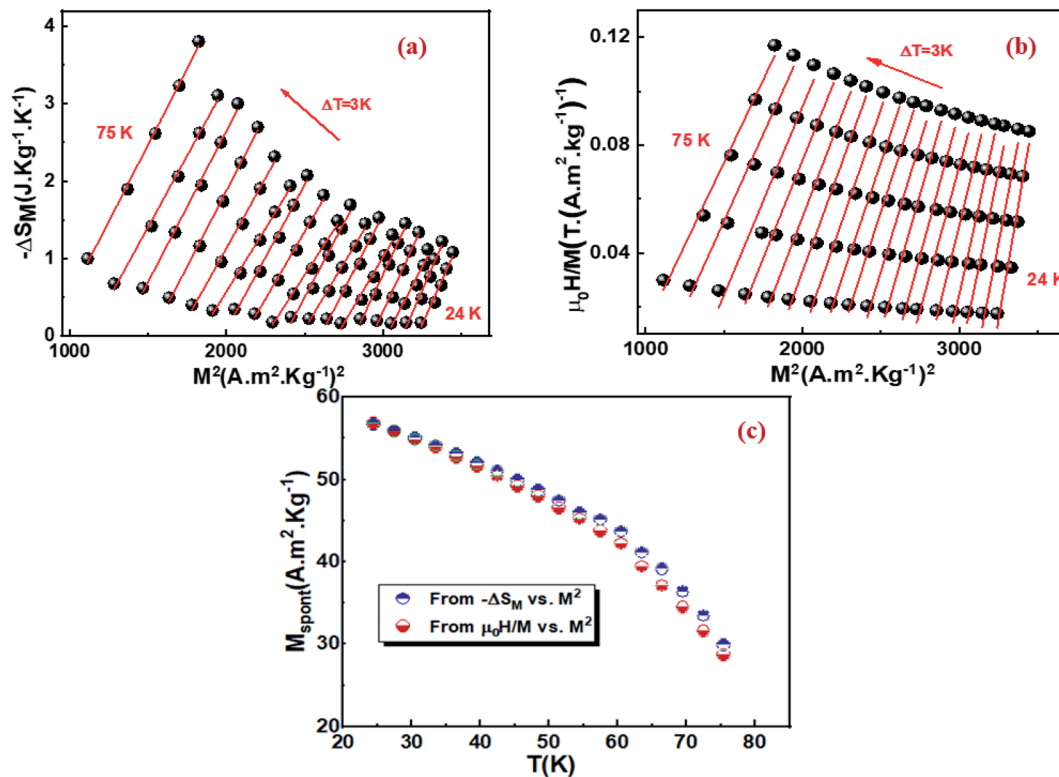 4
3
2
1
0
-ΔS_M(J.Kg⁻¹.K⁻¹)
(a)
ΔT=3K
75 K
24 K
1000
2000
3000
M²(A.m².Kg⁻¹)²
0.12
0.08
0.04
μ₀H/M(T.(A.m².kg⁻¹)⁻¹)
(b)
ΔT=3K
75 K
24 K
1000
2000
3000
M²(A.m².Kg⁻¹)²
60
50
40
30
20
M_spont(A.m².Kg⁻¹)
(c)
From -ΔS_M vs. M²
From μ₀H/M vs. M²
20
30
40
50
60
70
80
T(K)